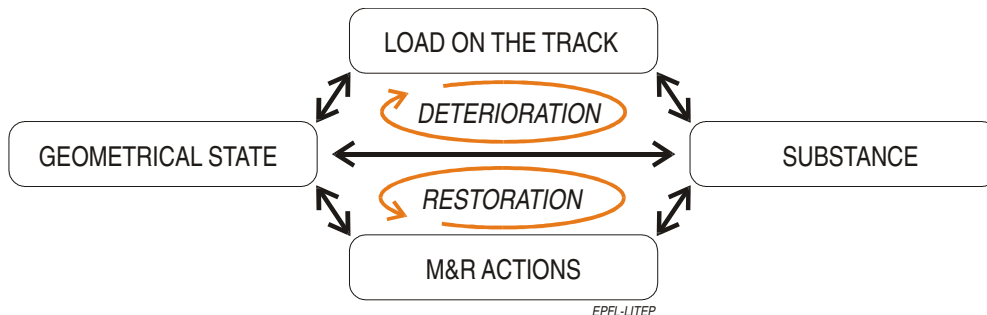 LOAD ON THE TRACK
DETERIORATION
GEOMETRICAL STATE
SUBSTANCE
RESTORATION
M&R ACTIONS
EPFL-LITEP